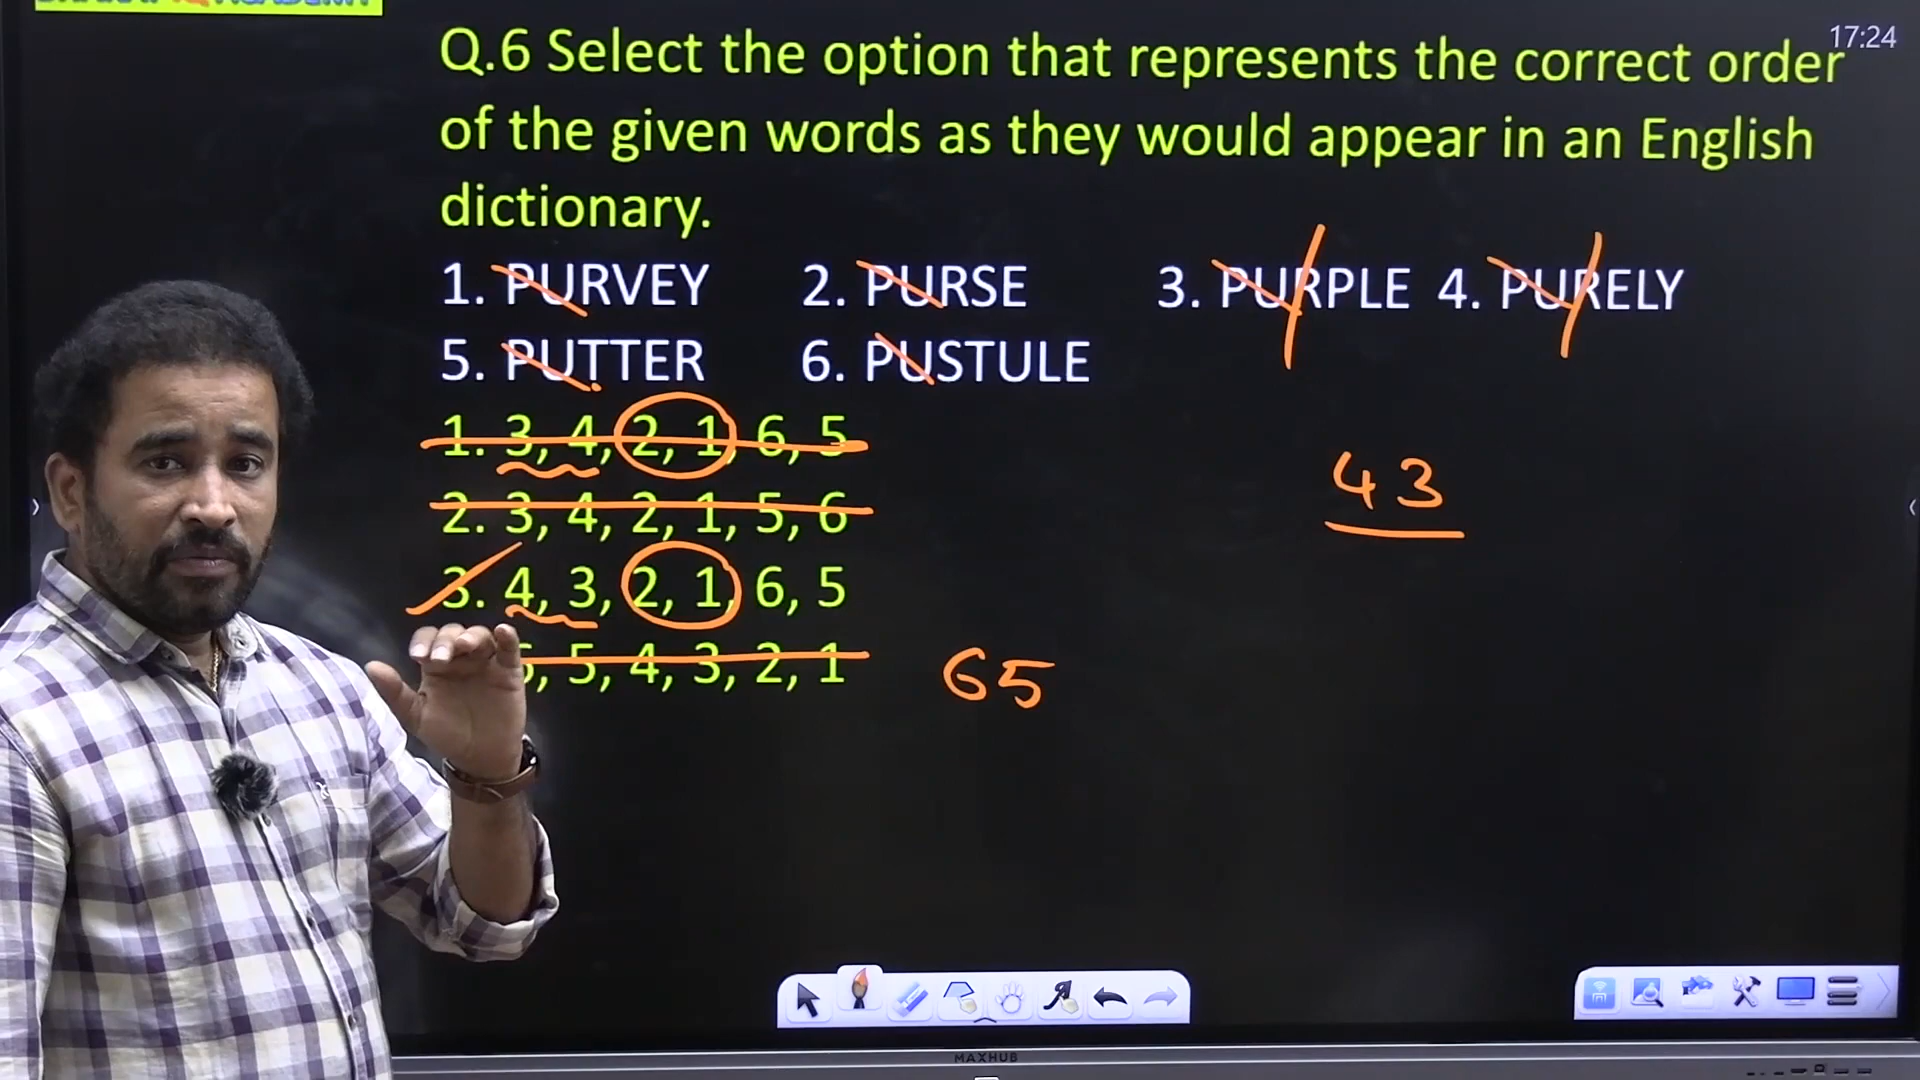 17:24
Q.6 Select the option that represents the correct order
of the given words as they would appear in an English
dictionary.
1. PURVEY 2. PURSE 3. PURPLE 4. PURELY
5. PUTTER 6. PUSTULE
1. 3, 4, 2, 1, 6, 5
2. 3, 4, 2, 1, 5, 6
3. 4, 3, 2, 1, 6, 5
6, 5, 4, 3, 2, 1
43
65
MAXHUB